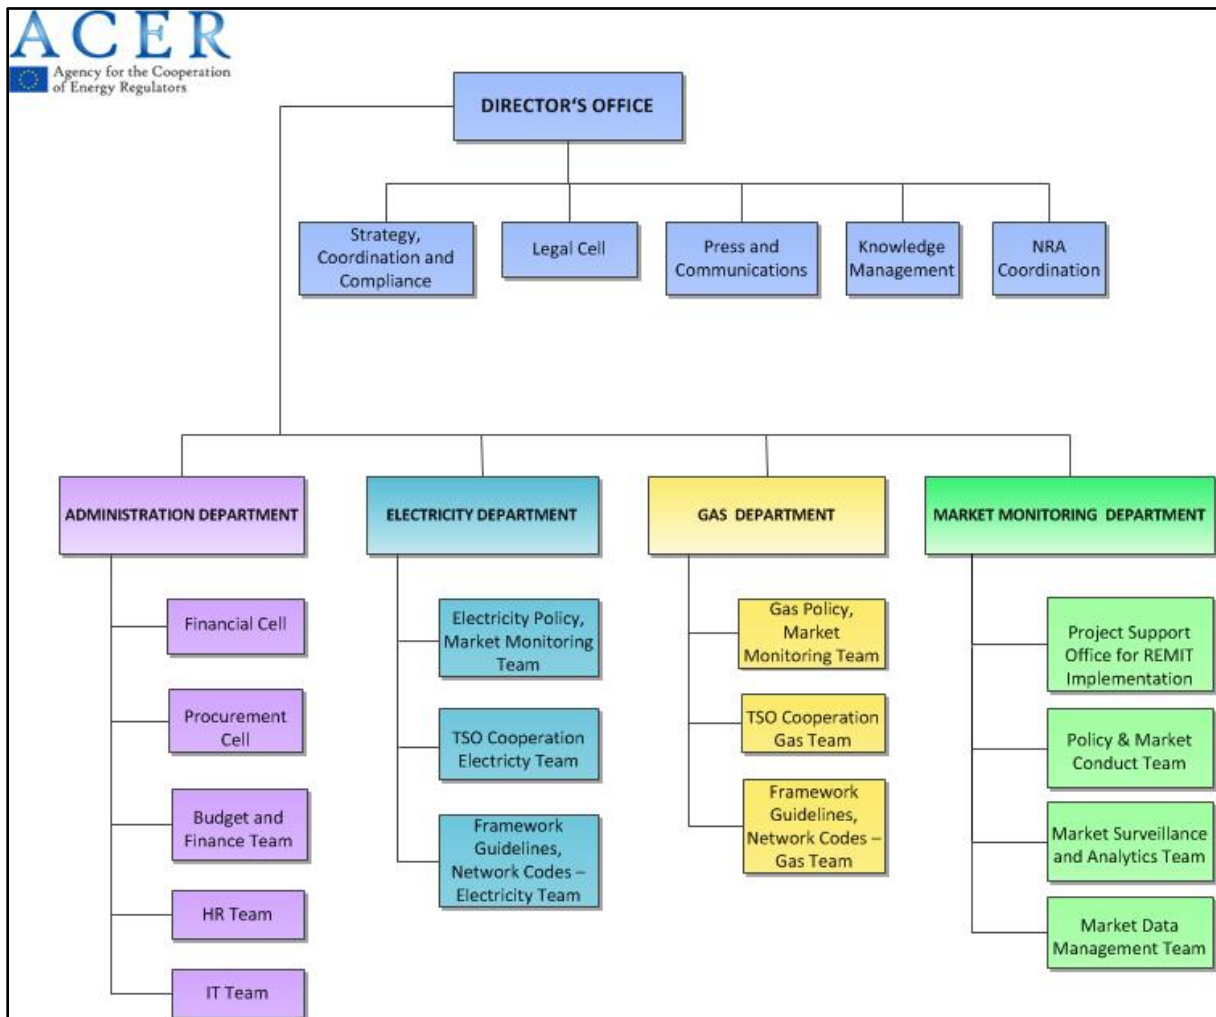 ACER
Agency for the Cooperation
of Energy Regulators
DIRECTOR'S OFFICE
Strategy,
Coordination and
Compliance
Legal Cell
Press and
Communications
Knowledge
Management
NRA
Coordination
ADMINISTRATION DEPARTMENT
Financial Cell
Procurement
Cell
Budget and
Finance Team
HR Team
IT Team
ELECTRICITY DEPARTMENT
Electricity Policy,
Market Monitoring
Team
TSO Cooperation
Electricty Team
Framework
Guidelines,
Network Codes –
Electricity Team
GAS DEPARTMENT
Gas Policy,
Market
Monitoring Team
TSO Cooperation
Gas Team
Framework
Guidelines,
Network Codes –
Gas Team
MARKET MONITORING DEPARTMENT
Project Support
Office for REMIT
Implementation
Policy & Market
Conduct Team
Market Surveillance
and Analytics Team
Market Data
Management Team